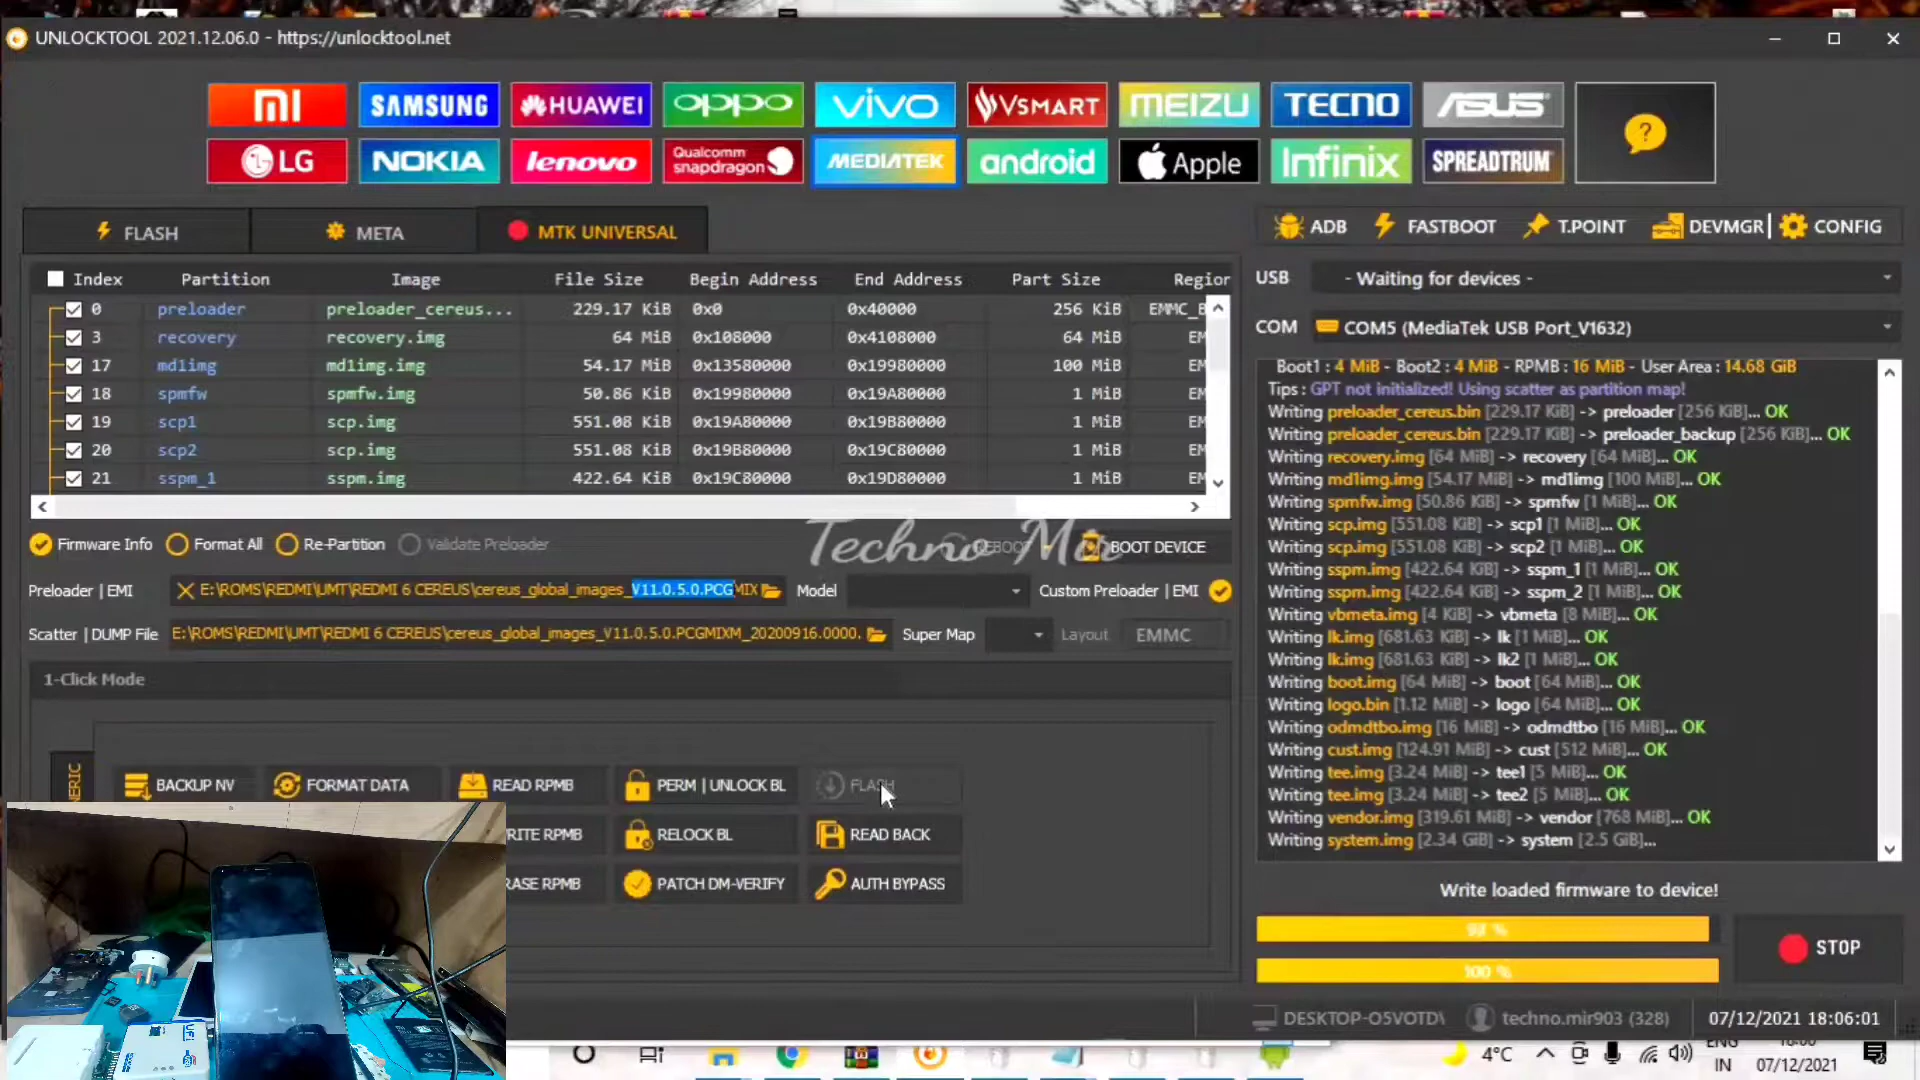 UNLOCKTOOL 2021.12.06.0 - https://unlocktool.net
MI SAMSUNG HUAWEI oppo vivo VSMART MEIZU TECNO ASUS ?
LG NOKIA lenovo Qualcomm snapdragon MEDIATEK android Apple Infinix SPREADTRUM
FLASH META MTK UNIVERSAL
ADB FASTBOOT T.POINT DEVMGR CONFIG
Index Partition Image File Size Begin Address End Address Part Size Region
0 preloader preloader_cereus... 229.17 KiB 0x0 0x40000 256 KiB EMMC_B
3 recovery recovery.img 64 MiB 0x108000 0x4108000 64 MiB EM
17 md1img md1img.img 54.17 MiB 0x13580000 0x19980000 100 MiB EM
18 spmfw spmfw.img 50.86 KiB 0x19980000 0x19A80000 1 MiB EM
19 scp1 scp.img 551.08 KiB 0x19A80000 0x19B80000 1 MiB EM
20 scp2 scp.img 551.08 KiB 0x19B80000 0x19C80000 1 MiB EM
21 sspm_1 sspm.img 422.64 KiB 0x19C80000 0x19D80000 1 MiB EM
Techno Mir
Firmware Info Format All Re-Partition Validate Preloader REBOOT BOOT DEVICE
Preloader | EMI E:\ROMS\REDMI\UMT\REDMI 6 CEREUS\cereus_global_images_V11.0.5.0.PCGMIX Model Custom Preloader | EMI
Scatter | DUMP File E:\ROMS\REDMI\UMT\REDMI 6 CEREUS\cereus_global_images_V11.0.5.0.PCGMIXM_20200916.0000. Super Map Layout EMMC
1-Click Mode
ERIC
BACKUP NV FORMAT DATA READ RPMB PERM | UNLOCK BL FLASH
RITE RPMB RELOCK BL READ BACK
RASE RPMB PATCH DM-VERIFY AUTH BYPASS
USB - Waiting for devices -
COM COM5 (MediaTek USB Port_V1632)
Boot1 : 4 MiB - Boot2 : 4 MiB - RPMB : 16 MiB - User Area : 14.68 GiB
Tips : GPT not initialized! Using scatter as partition map!
Writing preloader_cereus.bin [229.17 KiB] -> preloader [256 KiB]... OK
Writing preloader_cereus.bin [229.17 KiB] -> preloader_backup [256 KiB]... OK
Writing recovery.img [64 MiB] -> recovery [64 MiB]... OK
Writing md1img.img [54.17 MiB] -> md1img [100 MiB]... OK
Writing spmfw.img [50.86 KiB] -> spmfw [1 MiB]... OK
Writing scp.img [551.08 KiB] -> scp1 [1 MiB]... OK
Writing scp.img [551.08 KiB] -> scp2 [1 MiB]... OK
Writing sspm.img [422.64 KiB] -> sspm_1 [1 MiB]... OK
Writing sspm.img [422.64 KiB] -> sspm_2 [1 MiB]... OK
Writing vbmeta.img [4 KiB] -> vbmeta [8 MiB]... OK
Writing lk.img [681.63 KiB] -> lk [1 MiB]... OK
Writing lk.img [681.63 KiB] -> lk2 [1 MiB]... OK
Writing boot.img [64 MiB] -> boot [64 MiB]... OK
Writing logo.bin [1.12 MiB] -> logo [64 MiB]... OK
Writing odmdtbo.img [16 MiB] -> odmdtbo [16 MiB]... OK
Writing cust.img [124.91 MiB] -> cust [512 MiB]... OK
Writing tee.img [3.24 MiB] -> tee1 [5 MiB]... OK
Writing tee.img [3.24 MiB] -> tee2 [5 MiB]... OK
Writing vendor.img [319.61 MiB] -> vendor [768 MiB]... OK
Writing system.img [2.34 GiB] -> system [2.5 GiB]...
Write loaded firmware to device!
100 %
STOP
DESKTOP-O5VOTD\ techno.mir903 (328) 07/12/2021 18:06:01
UFi
4°C ENG
IN 07/12/2021